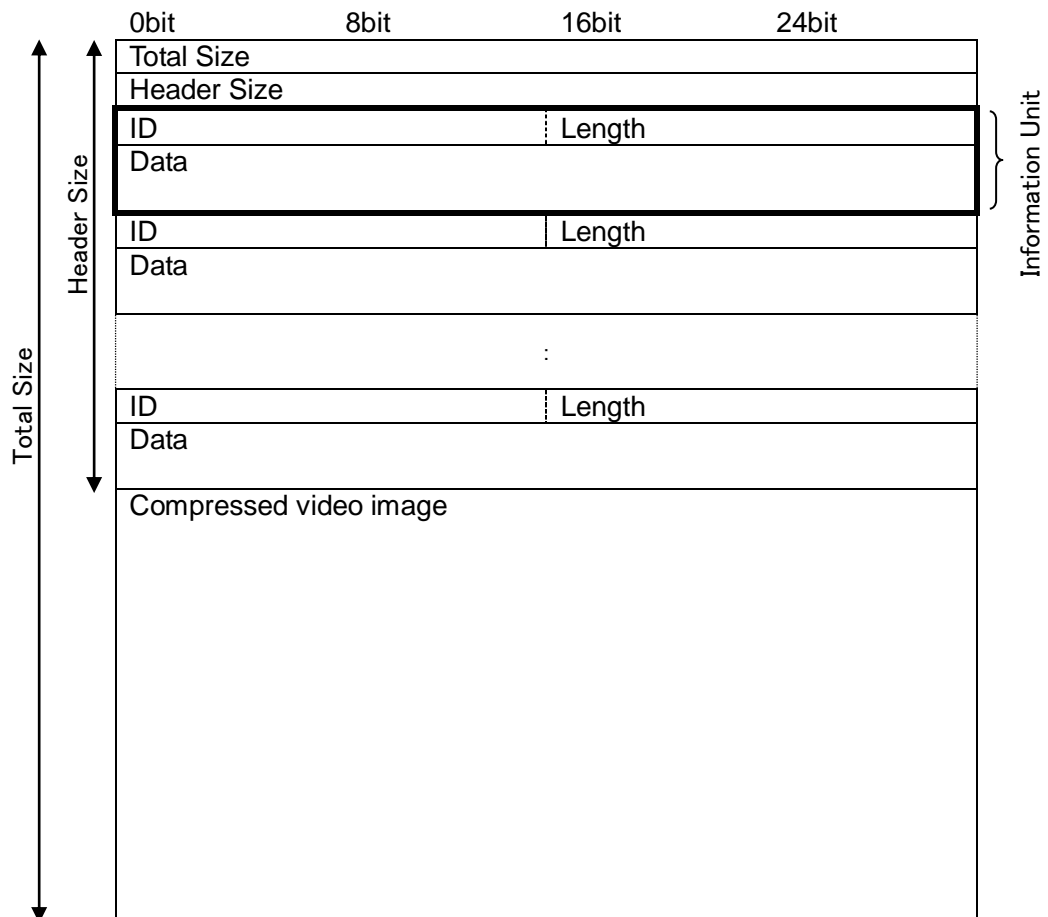 0bit 8bit 16bit 24bit
Total Size
Header Size
ID Length
Data
Information Unit
ID Length
Data
:
ID Length
Data
Header Size
Total Size
Compressed video image